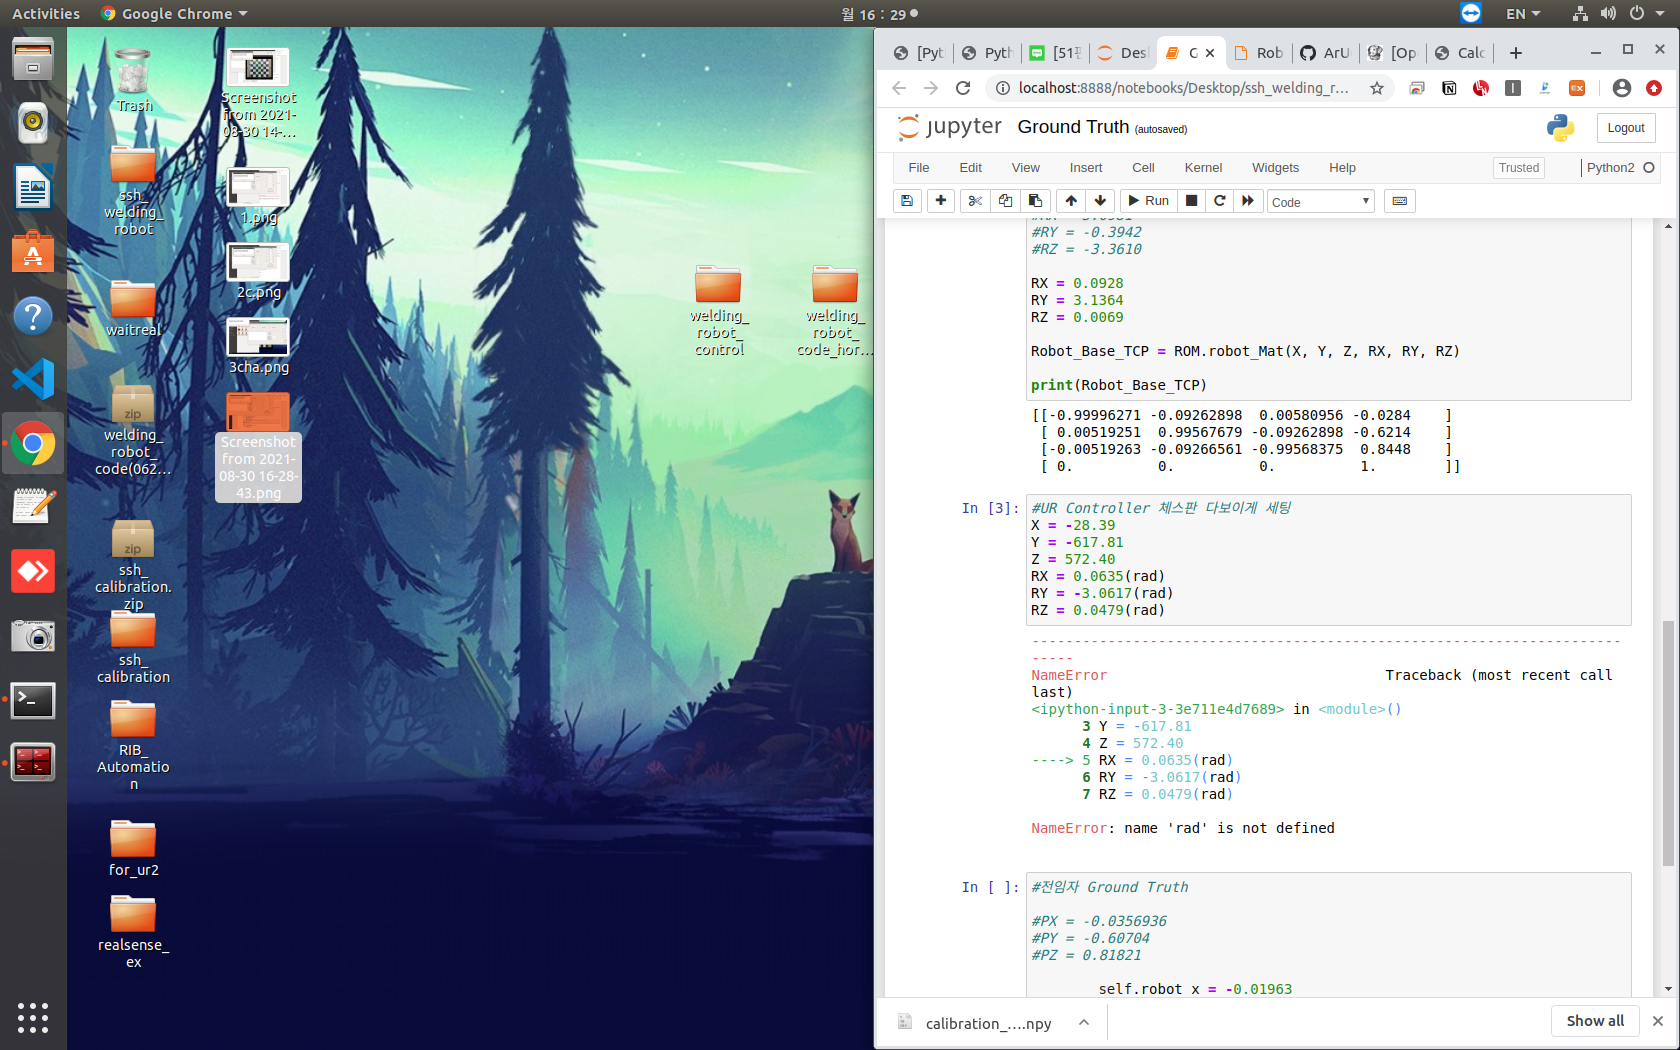 Activities
Google Chrome
월 16 : 29
EN
Trash
ssh_
welding_
robot
waitreal
zip
welding_
robot_
code(062...
zip
ssh_
calibration.
zip
ssh_
calibration
RIB_
Automatio
n
for_ur2
realsense_
ex
Screenshot
from 2021-
08-30 14-...
1.png
2c.png
3cha.png
Screenshot
from 2021-
08-30 16-28-
43.png
welding_
robot_
control
welding_
robot_
code_hor...
[Pyt
Pyth
[51
Des
G
Rob
ArU
[Op
Calc
localhost:8888/notebooks/Desktop/ssh_welding_r...
jupyter Ground Truth (autosaved)
Logout
File Edit View Insert Cell Kernel Widgets Help
Trusted
Python2
Run
Code
#RY = -0.3942
#RZ = -3.3610
RX = 0.0928
RY = 3.1364
RZ = 0.0069
Robot_Base_TCP = ROM.robot_Mat(X, Y, Z, RX, RY, RZ)
print(Robot_Base_TCP)
[[-0.99996271 -0.09262898 0.00580956 -0.0284 ]
[ 0.00519251 0.99567679 -0.09262898 -0.6214 ]
[-0.00519263 -0.09266561 -0.99568375 0.8448 ]
[ 0. 0. 0. 1. ]]
In [3]:
#UR Controller 체스판 다보이게 세팅
X = -28.39
Y = -617.81
Z = 572.40
RX = 0.0635(rad)
RY = -3.0617(rad)
RZ = 0.0479(rad)
----------------------------------------------------------------------
-----
NameError Traceback (most recent call
last)
<ipython-input-3-3e711e4d7689> in <module>()
3 Y = -617.81
4 Z = 572.40
----> 5 RX = 0.0635(rad)
6 RY = -3.0617(rad)
7 RZ = 0.0479(rad)
NameError: name 'rad' is not defined
In [ ]:
#전임자 Ground Truth
#PX = -0.0356936
#PY = -0.60704
#PZ = 0.81821
self.robot_x = -0.01963
calibration_....npy
Show all